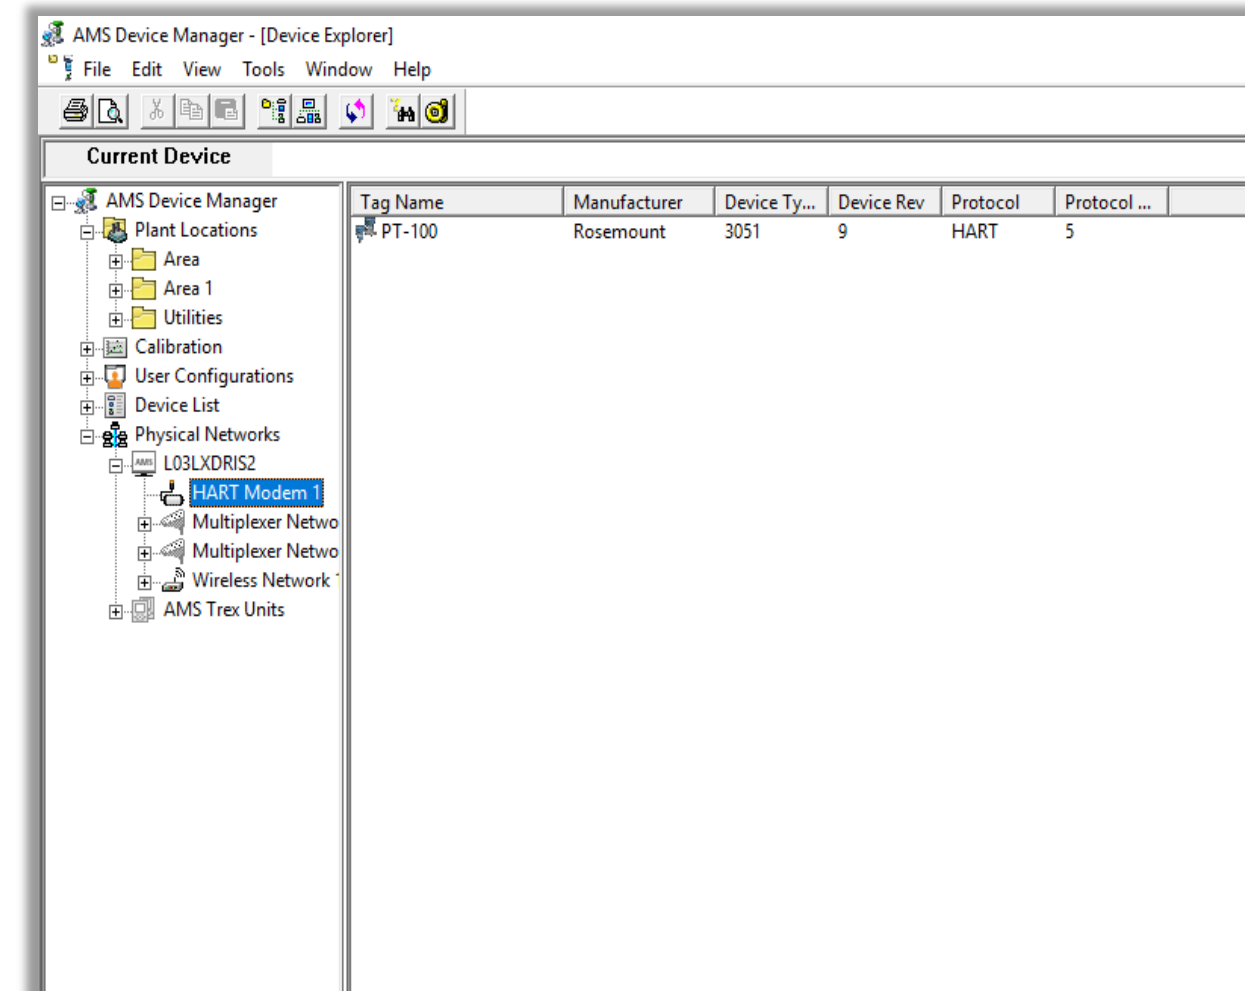 AMS Device Manager - [Device Explorer]
File Edit View Tools Window Help
Current Device
AMS Device Manager
Plant Locations
Area
Area 1
Utilities
Calibration
User Configurations
Device List
Physical Networks
AMS L03LXDRIS2
HART Modem 1
Multiplexer Netwo
Multiplexer Netwo
Wireless Network 1
AMS Trex Units
Tag Name Manufacturer Device Ty... Device Rev Protocol Protocol ...
PT-100 Rosemount 3051 9 HART 5